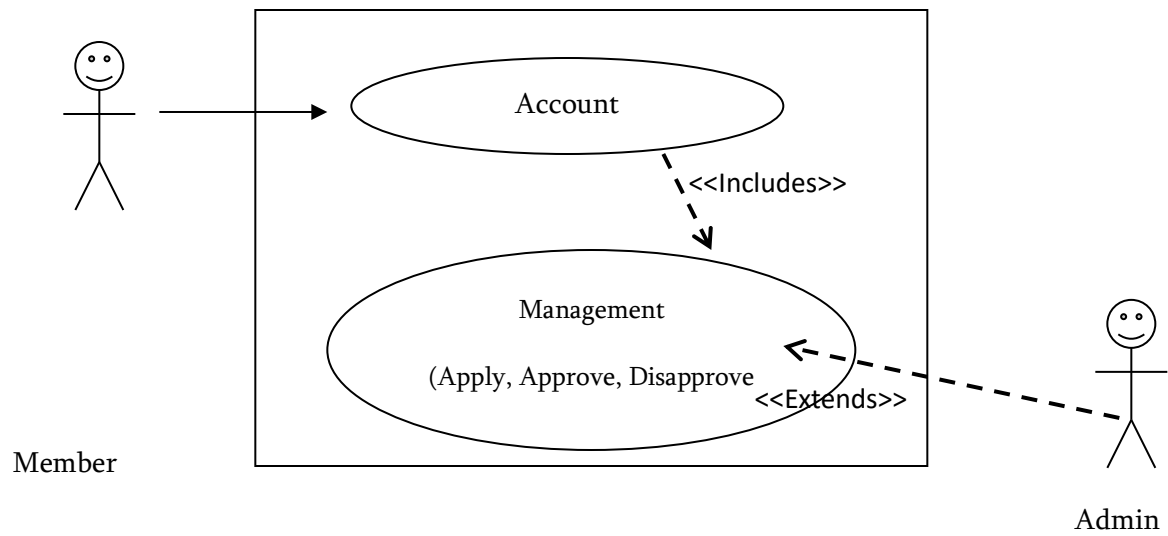 Account
<<Includes>>
Management
(Apply, Approve, Disapprove
<<Extends>>
Member
Admin